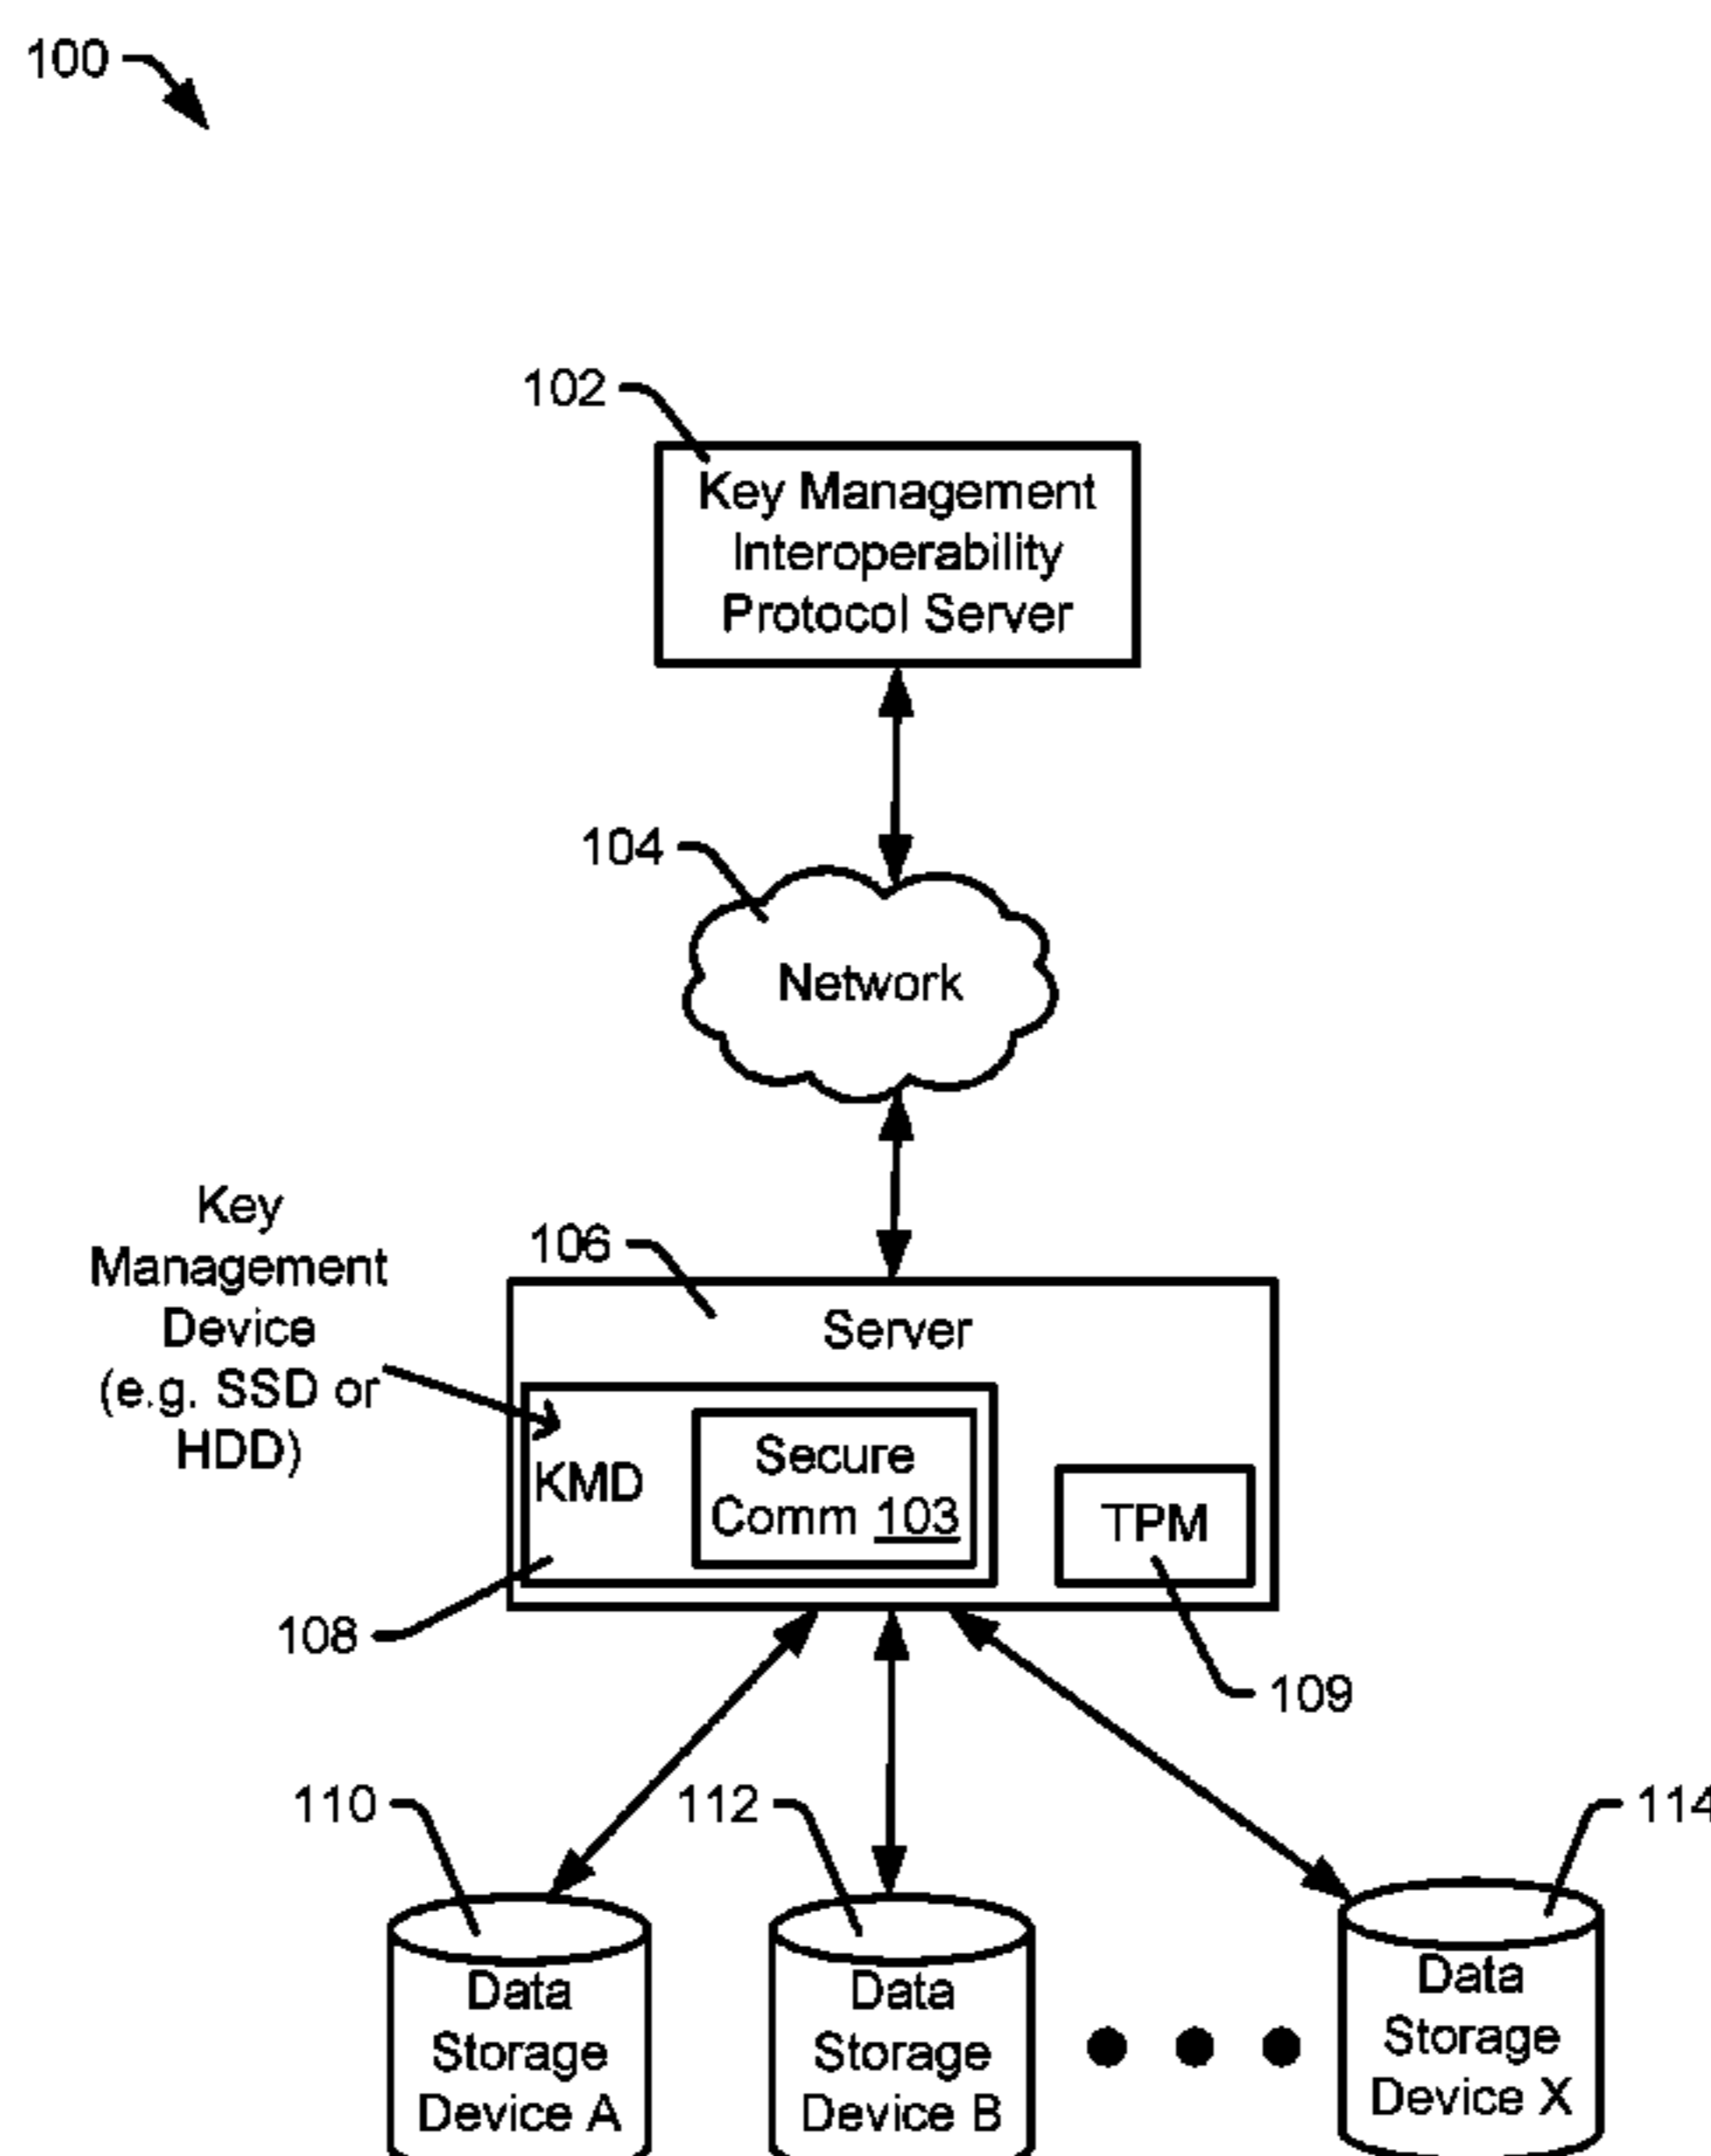 100
102
Key Management
Interoperability
Protocol Server
104
Network
Key
Management
Device
(e.g. SSD or
HDD)
106
Server
KMD
Secure
Comm 103
TPM
108
109
110
112
114
Data
Storage
Device A
Data
Storage
Device B
Data
Storage
Device X